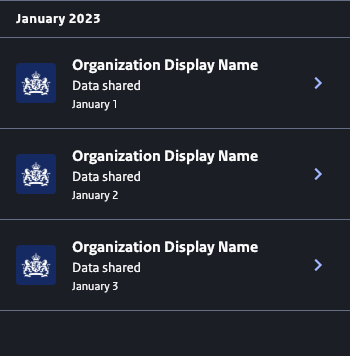 January 2023
Organization Display Name
Data shared
January 1
Organization Display Name
Data shared
January 2
Organization Display Name
Data shared
January 3